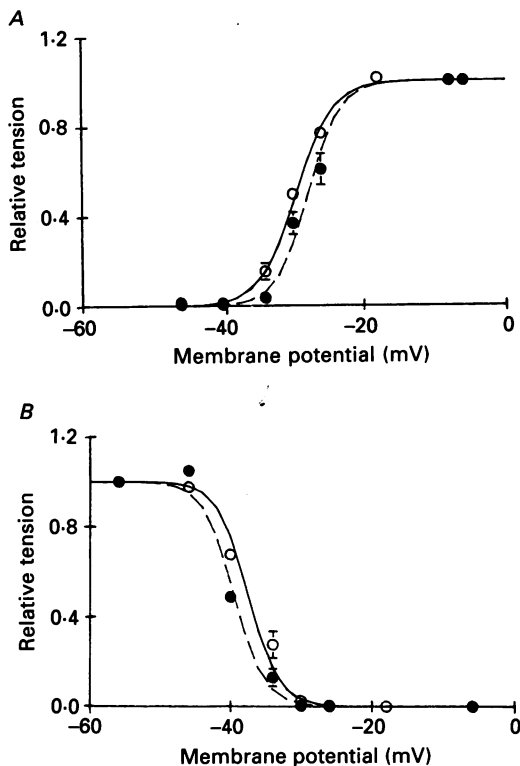 A
1·2
0·8
0·4
0·0
Relative tension
−60
−40
−20
0
Membrane potential (mV)
B
1·2
0·8
0·4
0·0
Relative tension
−60
−40
−20
0
Membrane potential (mV)